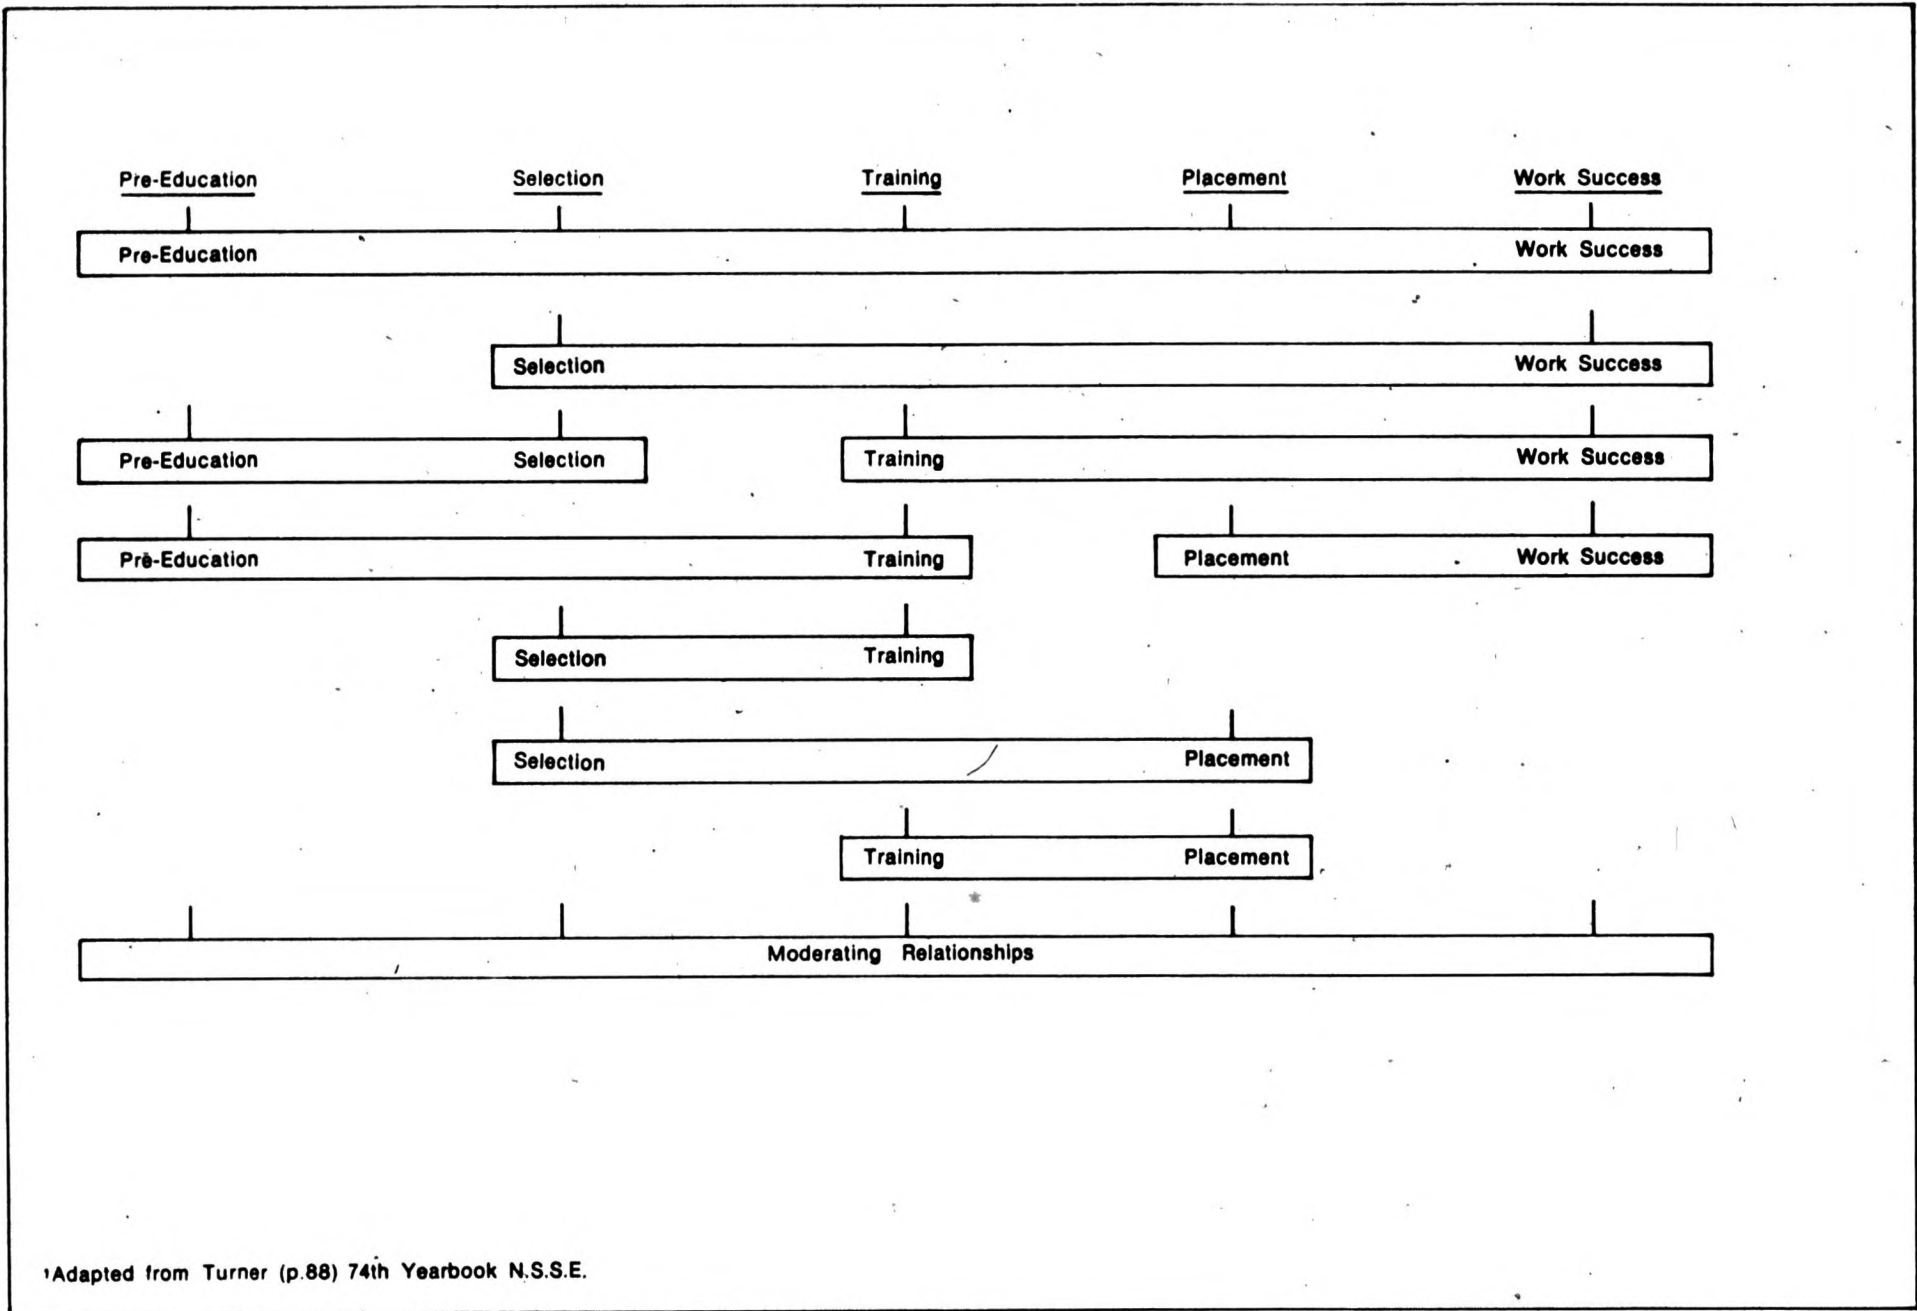 Pre-Education Selection Training Placement Work Success
Pre-Education Work Success
Selection Work Success
Pre-Education Selection Training Work Success
Pre-Education Training Placement Work Success
Selection Training
Selection Placement
Training Placement
Moderating Relationships
¹Adapted from Turner (p.88) 74th Yearbook N.S.S.E.